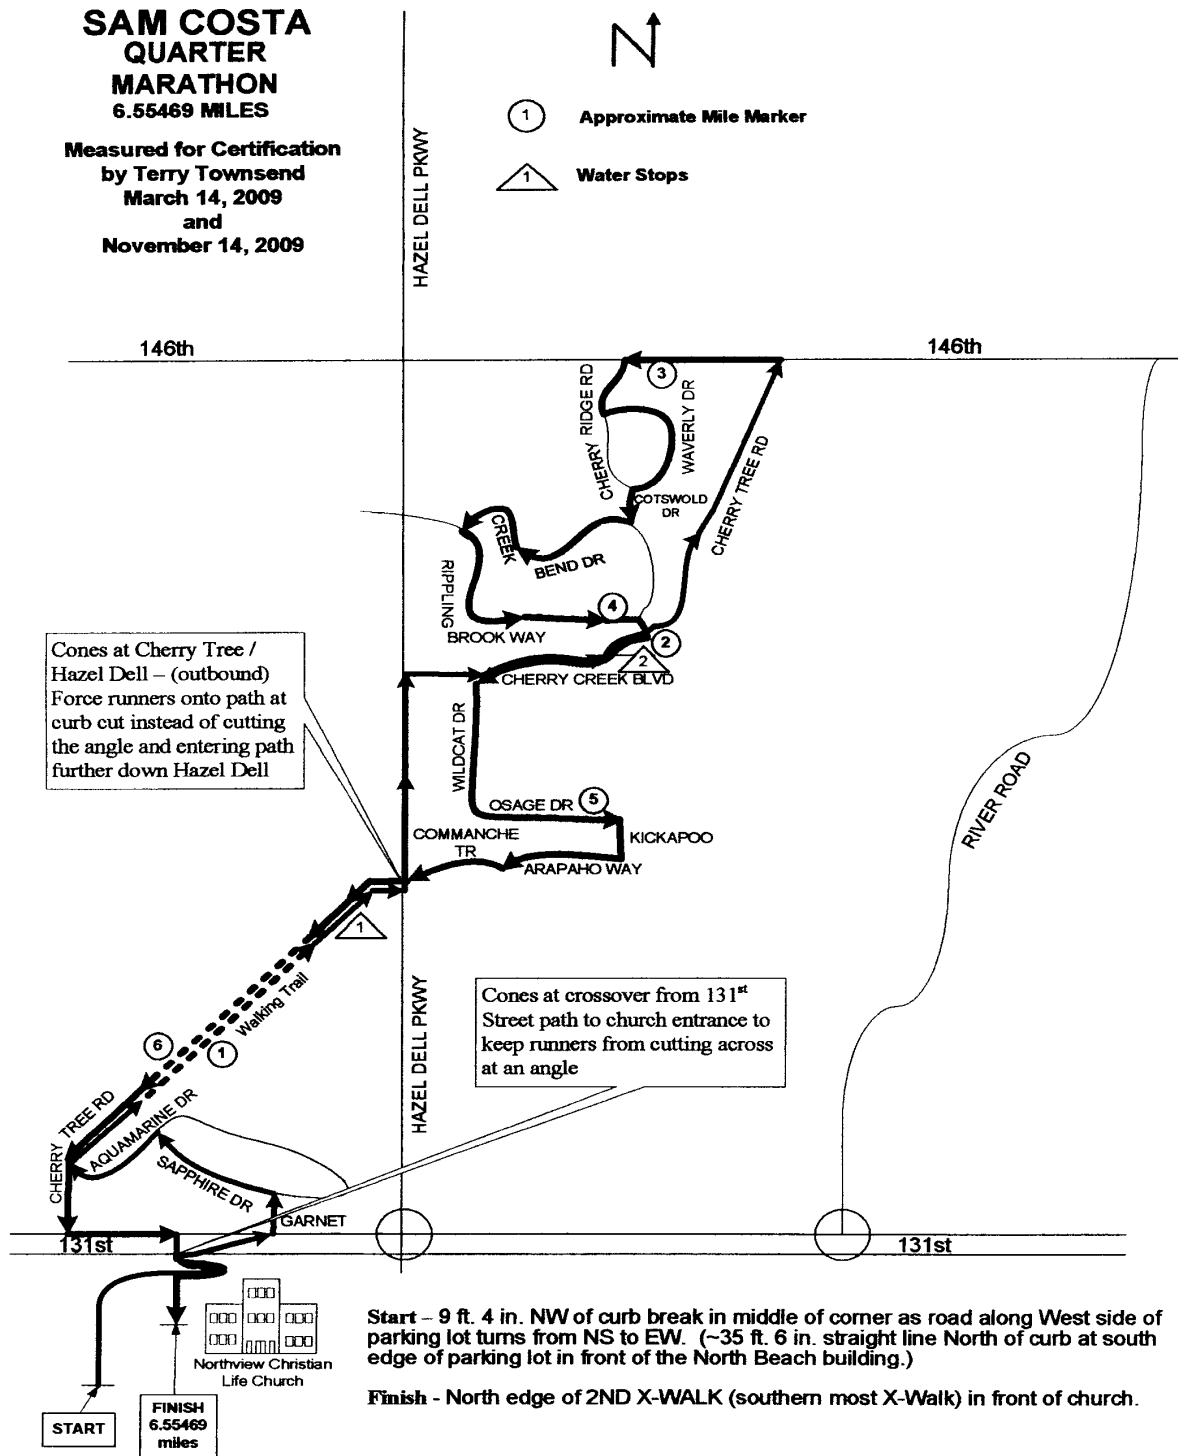 SAM COSTA
QUARTER
MARATHON
6.55469 MILES
Measured for Certification
by Terry Townsend
March 14, 2009
and
November 14, 2009
N
1 Approximate Mile Marker
1 Water Stops
HAZEL DELL PKWY
146th
146th
3
CHERRY RIDGE RD
WAVERLY DR
CHERRY TREE RD
COTSWOLD
DR
CREEK
BEND DR
RIPPLING
BROOK WAY
4
2
2
CHERRY CREEK BLVD
Cones at Cherry Tree /
Hazel Dell – (outbound)
Force runners onto path at
curb cut instead of cutting
the angle and entering path
further down Hazel Dell
WILDCAT DR
OSAGE DR
5
COMMANCHE
TR
KICKAPOO
ARAPAHO WAY
RIVER ROAD
1
Walking Trail
HAZEL DELL PKWY
Cones at crossover from 131st
Street path to church entrance to
keep runners from cutting across
at an angle
6
1
CHERRY TREE RD
AQUAMARINE DR
SAPPHIRE DR
GARNET
131st
131st
Northview Christian
Life Church
START
FINISH
6.55469
miles
Start – 9 ft. 4 in. NW of curb break in middle of corner as road along West side of
parking lot turns from NS to EW. (~35 ft. 6 in. straight line North of curb at south
edge of parking lot in front of the North Beach building.)
Finish - North edge of 2ND X-WALK (southern most X-Walk) in front of church.